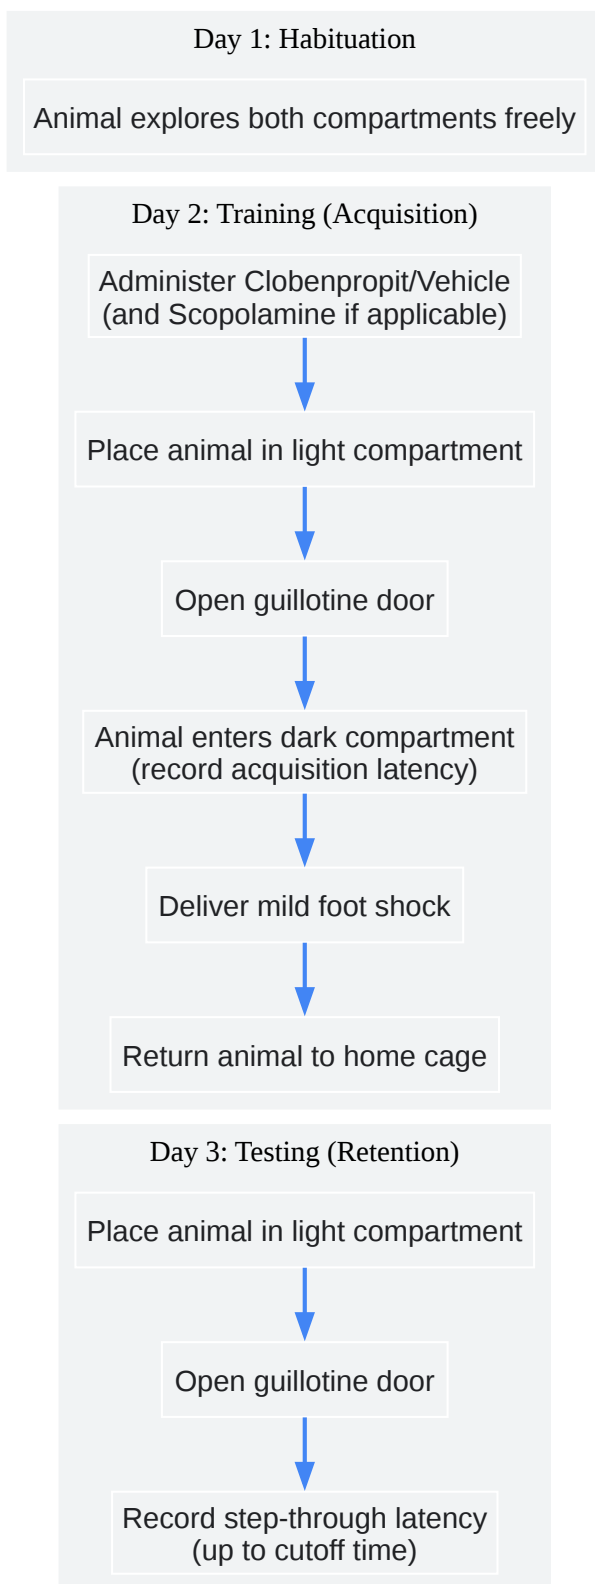 Day 1: Habituation
Animal explores both compartments freely
Day 2: Training (Acquisition)
Administer Clobenpropit/Vehicle
(and Scopolamine if applicable)
Place animal in light compartment
Open guillotine door
Animal enters dark compartment
(record acquisition latency)
Deliver mild foot shock
Return animal to home cage
Day 3: Testing (Retention)
Place animal in light compartment
Open guillotine door
Record step-through latency
(up to cutoff time)